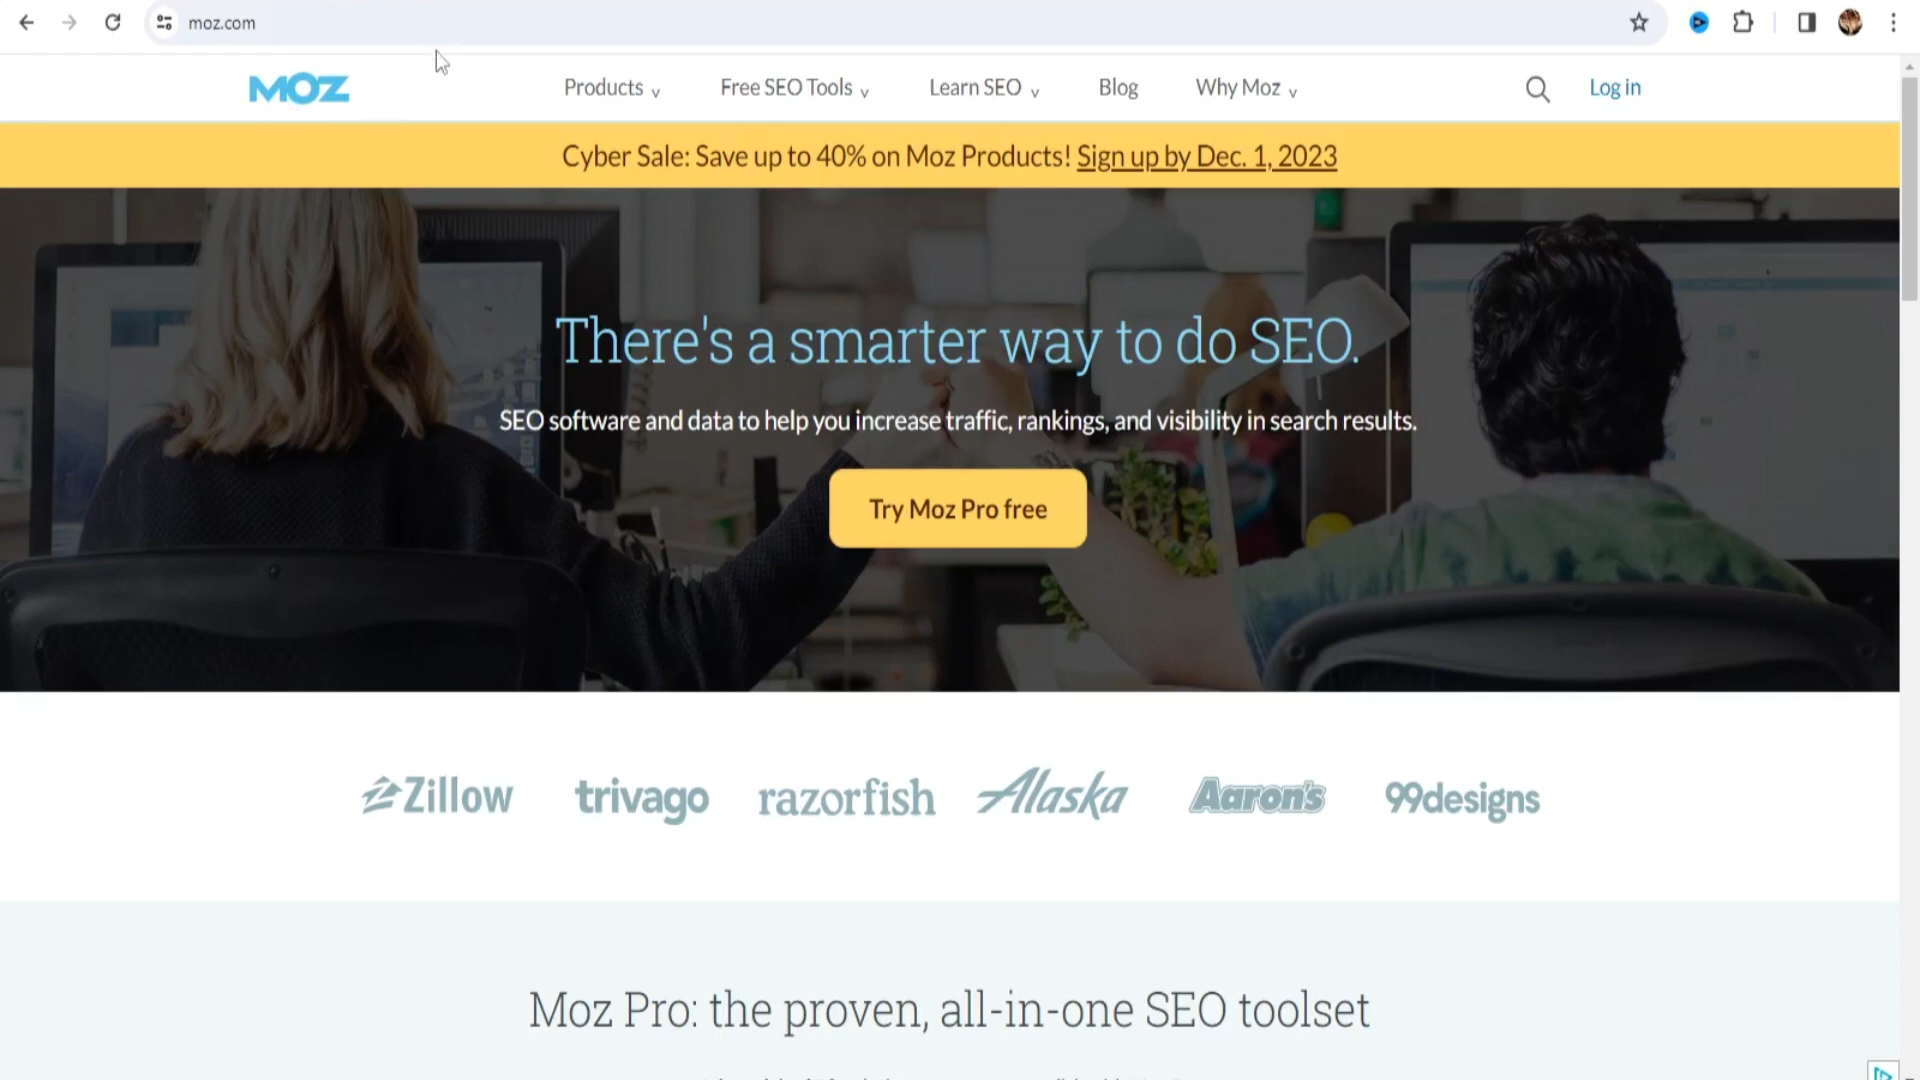 moz.com
MOZ
Products
Free SEO Tools
Learn SEO
Blog
Why Moz
Log in
Cyber Sale: Save up to 40% on Moz Products! Sign up by Dec. 1, 2023
There's a smarter way to do SEO.
SEO software and data to help you increase traffic, rankings, and visibility in search results.
Try Moz Pro free
Zillow
trivago
razorfish
Alaska
Aaron's
99designs
Moz Pro: the proven, all-in-one SEO toolset